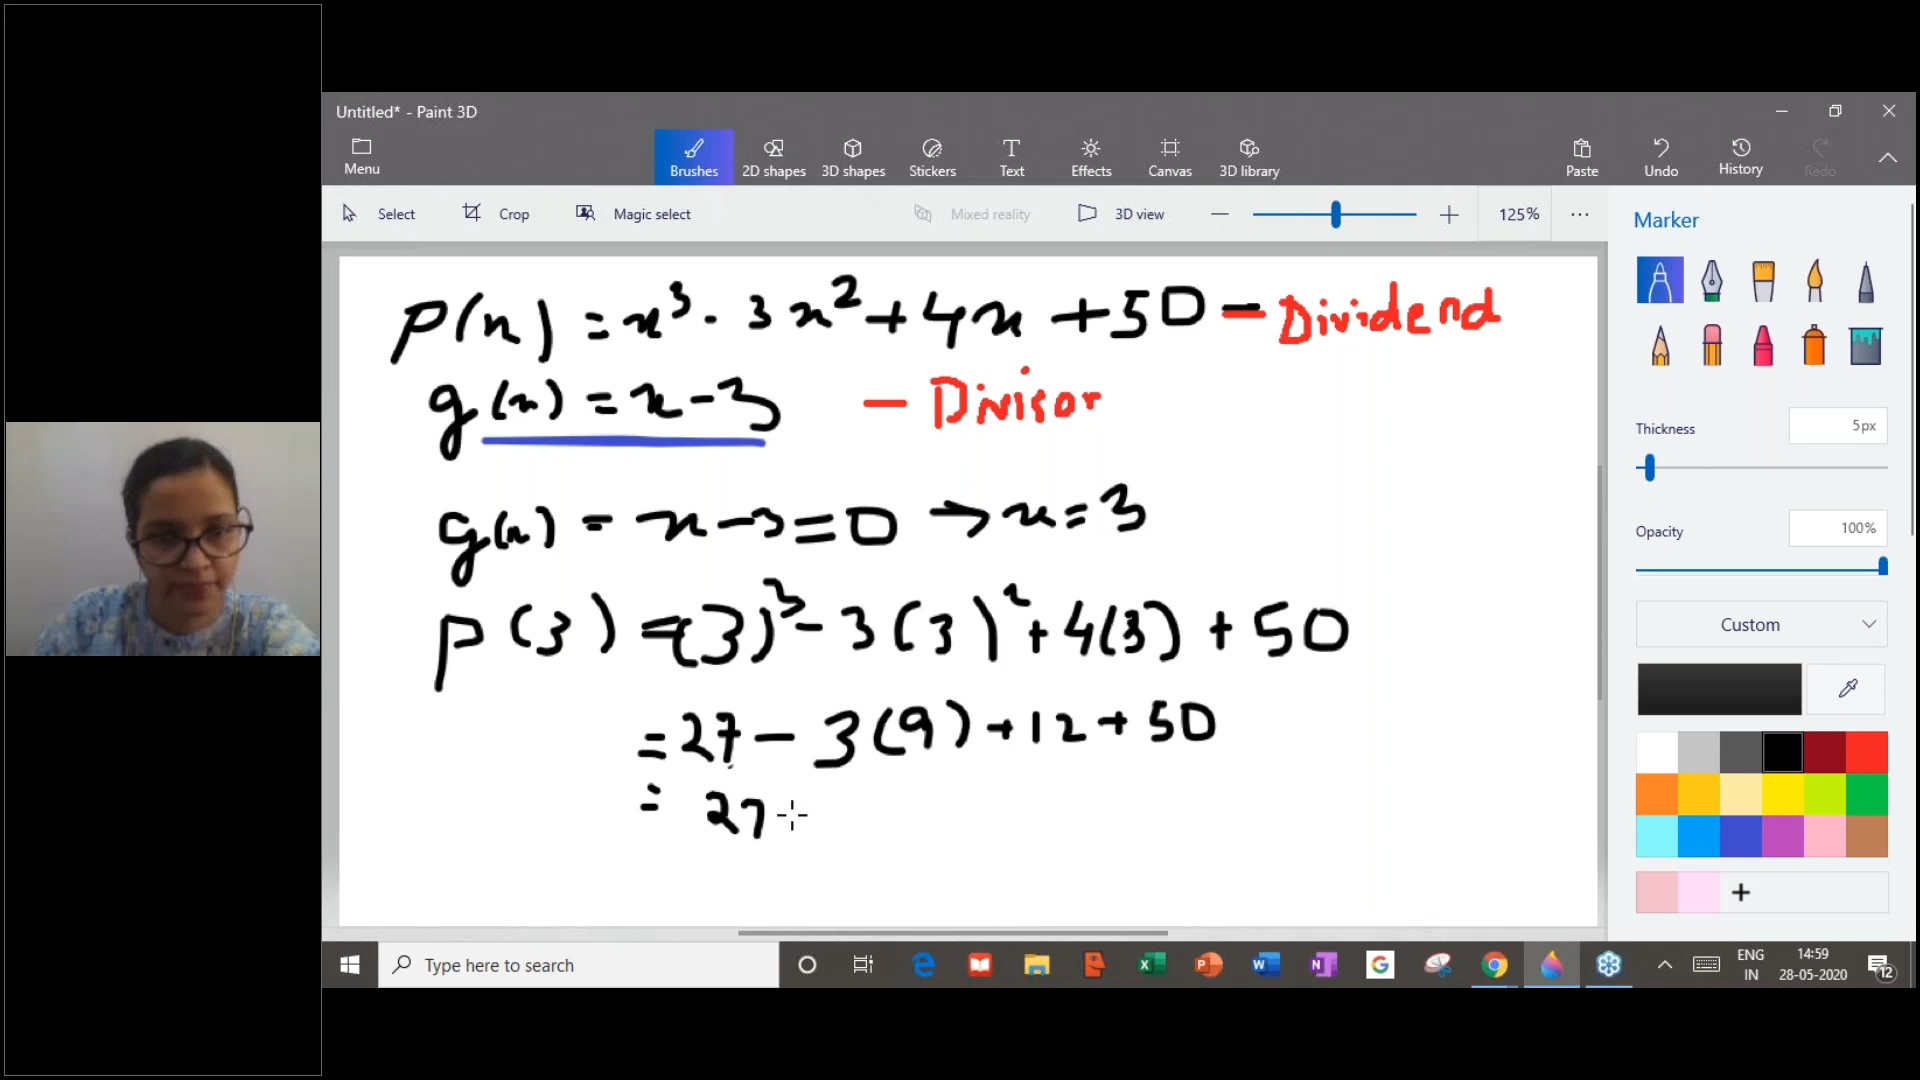 Untitled* - Paint 3D
Menu
Brushes
2D shapes
3D shapes
Stickers
Text
Effects
Canvas
3D library
Paste
Undo
History
Redo
Select
Crop
Magic select
Mixed reality
3D view
125%
Marker
Thickness
5px
Opacity
100%
Custom
p(x) = x³ - 3x² + 4x + 50 - Dividend
g(x) = x - 3 - Divisor
g(x) = x - 3 = 0 → x = 3
P(3) = (3)³ - 3(3)² + 4(3) + 50
= 27 - 3(9) + 12 + 50
= 27
Type here to search
ENG
IN
14:59
28-05-2020
12